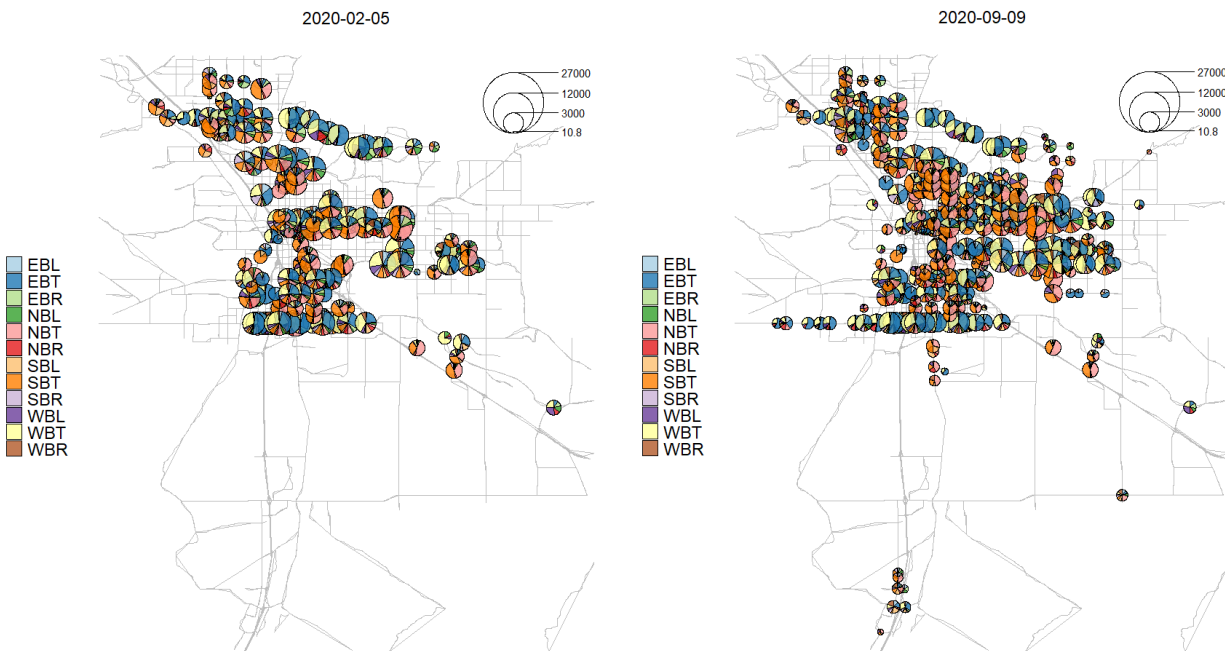 2020-02-05
27000
12000
3000
10.8
EBL
EBT
EBR
NBL
NBT
NBR
SBL
SBT
SBR
WBL
WBT
WBR
2020-09-09
27000
12000
3000
10.8
EBL
EBT
EBR
NBL
NBT
NBR
SBL
SBT
SBR
WBL
WBT
WBR